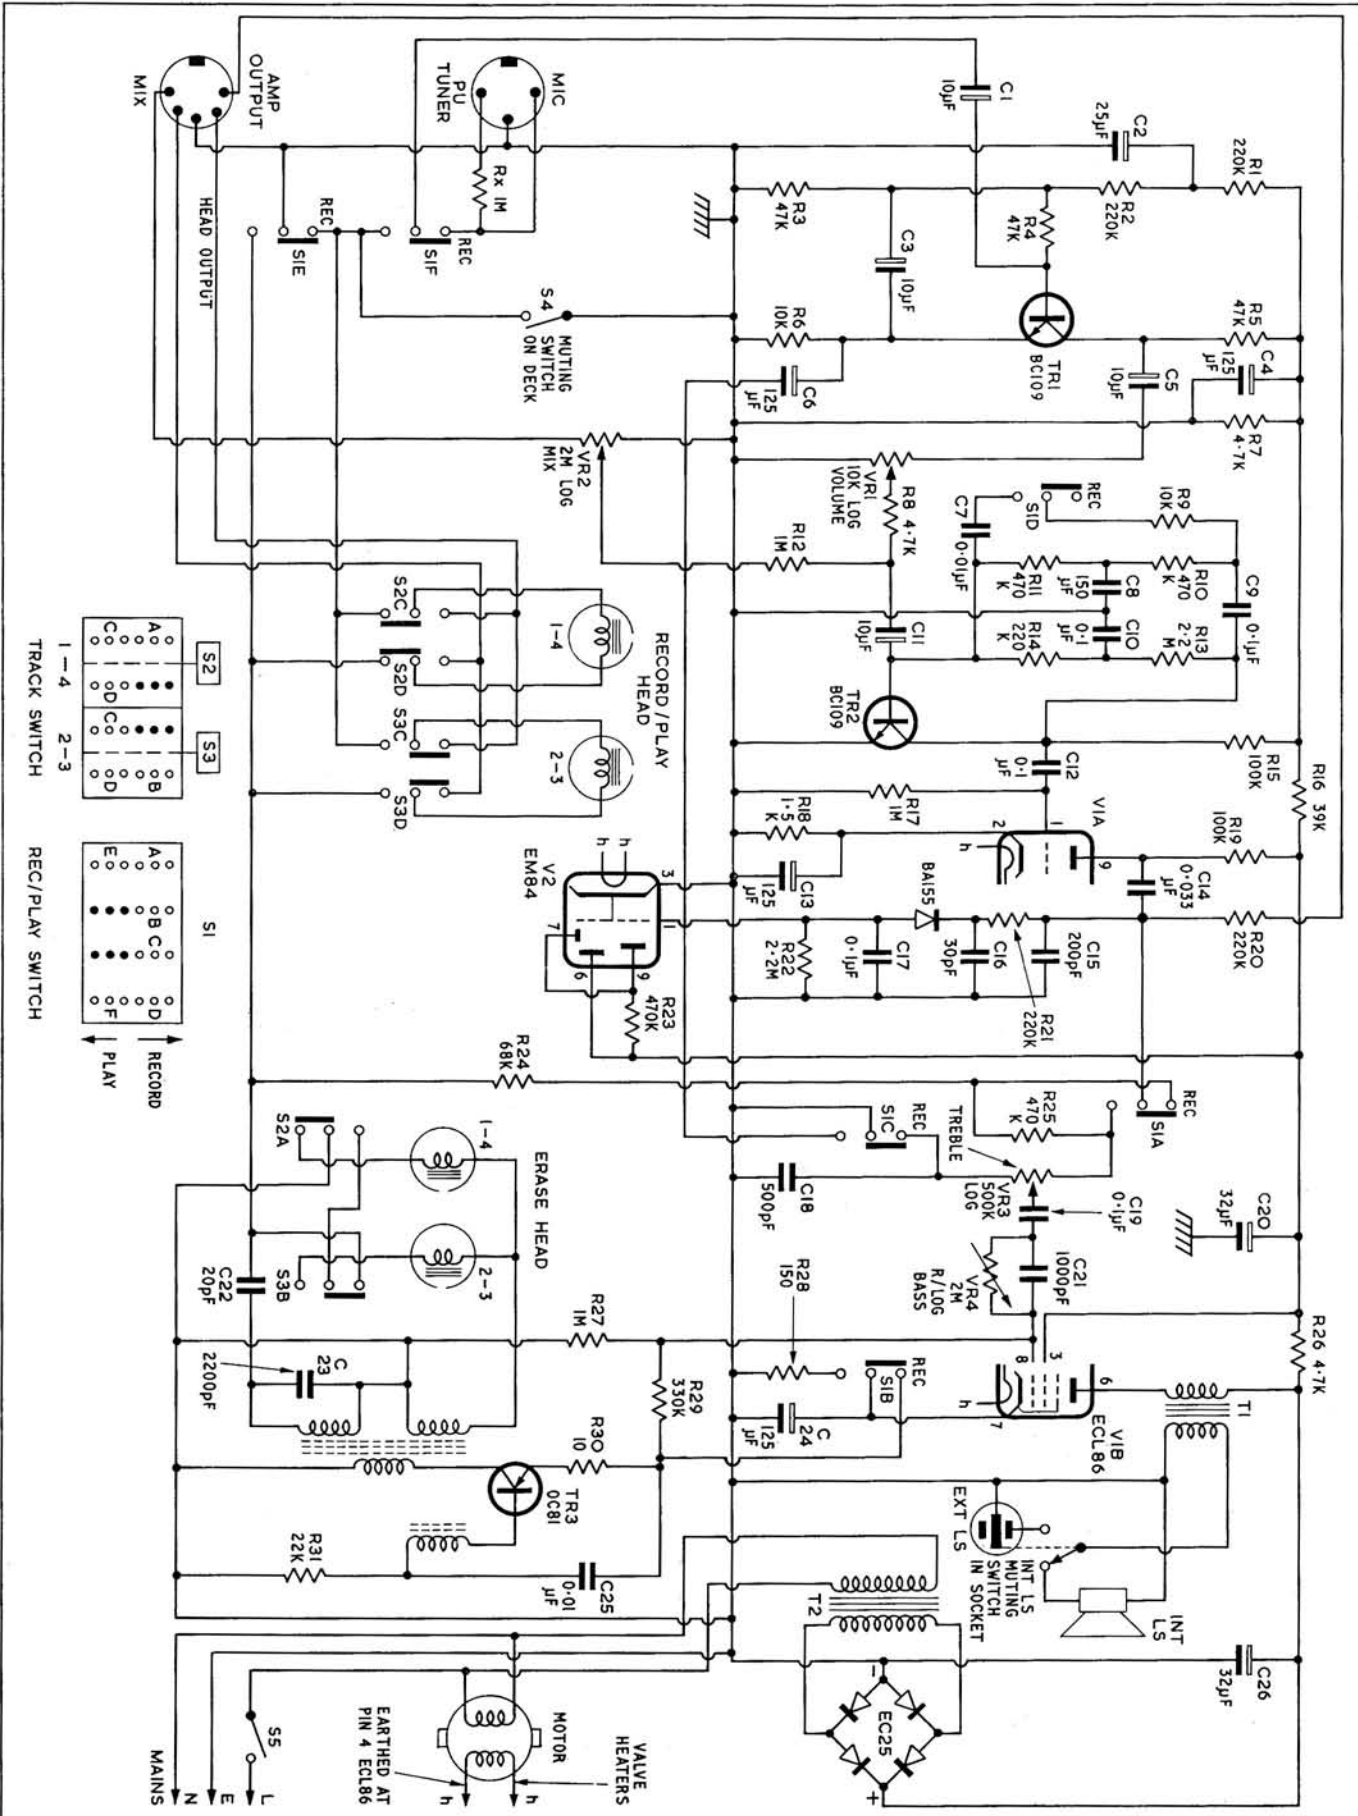 AMP
OUTPUT
MIX
MIC
PU
TUNER
C1
10µF
C2
25µF
R1
220K
R2
220K
R3
47K
R4
47K
Rx 1M
HEAD OUTPUT
REC
S1E
REC
S1F
S4
MUTING
SWITCH
ON DECK
C3
10µF
R6
10K
TR1
BC109
R5
47K
C4
125
µF
C5
10µF
C6
125
µF
R7
4·7K
VR2
2M LOG
MIX
VR1
10K LOG
VOLUME
R8 4·7K
R12
1M
C7
0·01µF
S1D
REC
R9
10K
R11
470
K
C8
150
µF
R10
470
K
C9
0·1µF
C11
10µF
R14
220
K
C10
0·1
µF
R13
2·2
M
TR2
BC109
C12
0·1
µF
R15
100K
R16 39K
RECORD/PLAY
HEAD
1-4
2-3
S2C
S2D
S3C
S3D
R17
1M
R18
1·5
K
C13
125
µF
V1A
1
2
9
h
R19
100K
C14
0·033
µF
R20
220K
BA155
C15
200pF
C16
30pF
C17
0·1µF
R21
220K
R22
2·2M
V2
EM84
h
h
3
1
7
6
9
R23
470K
R24
68K
S2
S3
A
C
D
C
B
D
1-4
2-3
TRACK SWITCH
S1
A
E
B
C
D
F
RECORD
PLAY
REC/PLAY SWITCH
REC
S1A
R25
470
K
TREBLE
VR3
500K
LOG
REC
S1C
C18
500pF
C19
0·1µF
C20
32µF
C21
1000pF
VR4
2M
R/LOG
BASS
ERASE HEAD
1-4
2-3
S2A
S3B
C22
20pF
C
23
2200pF
R27
1M
R28
150
R29
330K
REC
S1B
C
24
125
µF
V1B
ECL86
3
8
6
7
h
R26 4·7K
T1
R30
10
TR3
OC81
R31
22K
C25
0·01
µF
EXT LS
INT LS
MUTING
SWITCH
IN SOCKET
INT
LS
T2
C26
32µF
EC25
-
+
VALVE
HEATERS
MOTOR
EARTHED AT
PIN 4 ECL86
h
h
S5
L
E
N
MAINS